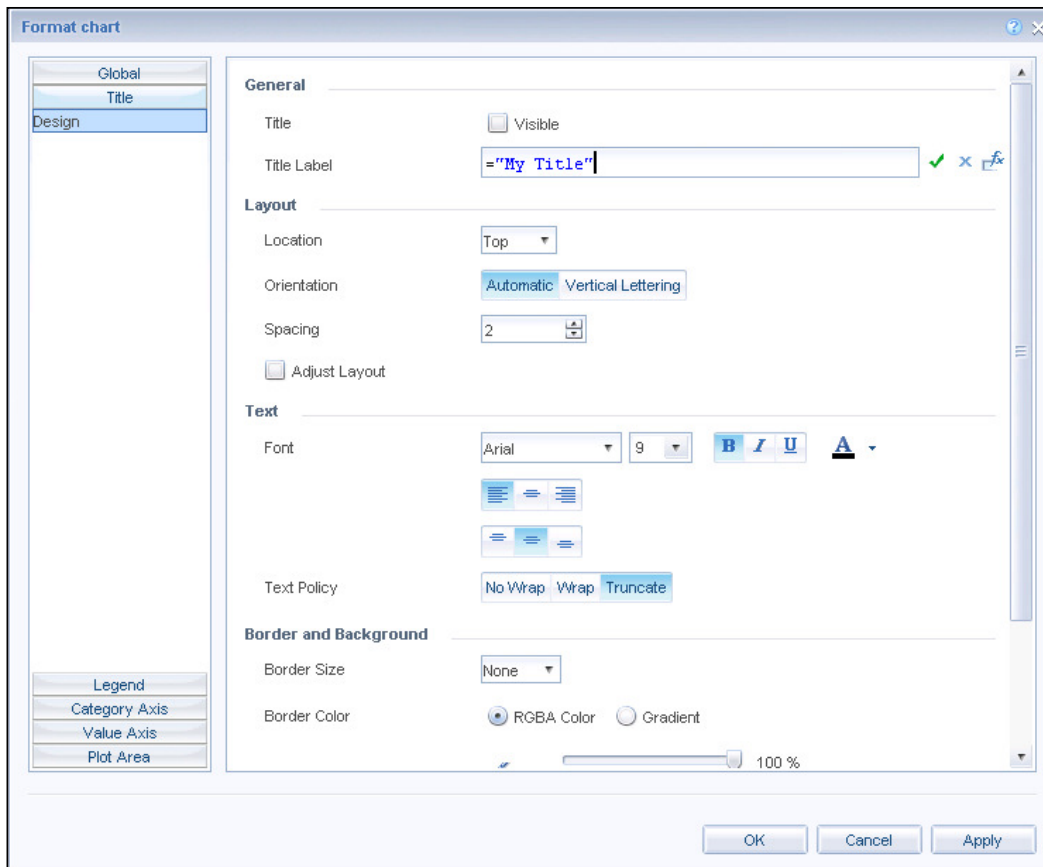 Format chart
Global
Title
Design
Legend
Category Axis
Value Axis
Plot Area
General
Title Visible
Title Label ="My Title" fx
Layout
Location Top
Orientation Automatic Vertical Lettering
Spacing 2
Adjust Layout
Text
Font Arial 9 B I U A
Text Policy No Wrap Wrap Truncate
Border and Background
Border Size None
Border Color RGBA Color Gradient
100 %
OK Cancel Apply